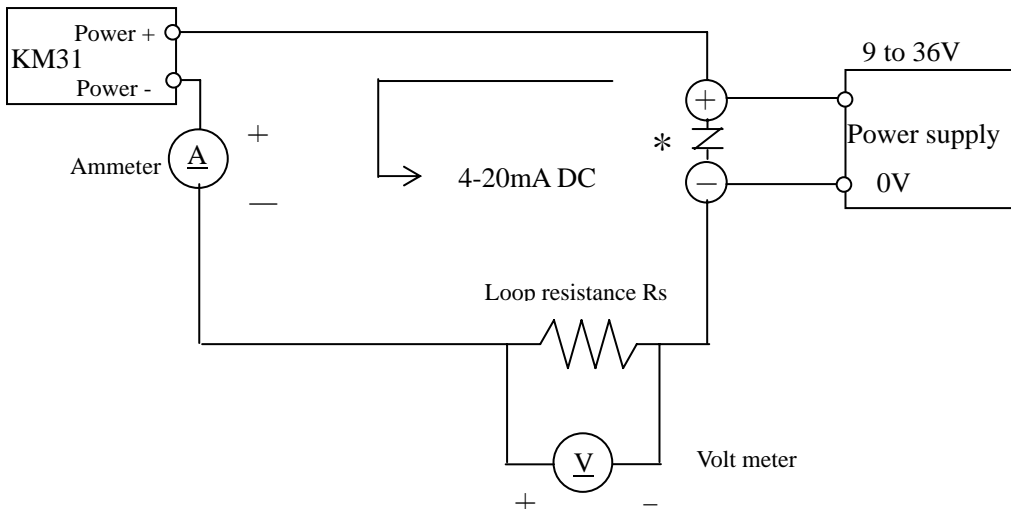 Power +
KM31
Power -
9 to 36V
+
Power supply
*
−
0V
Ammeter
A
+
—
4-20mA DC
Loop resistance Rs
V
Volt meter
+
−